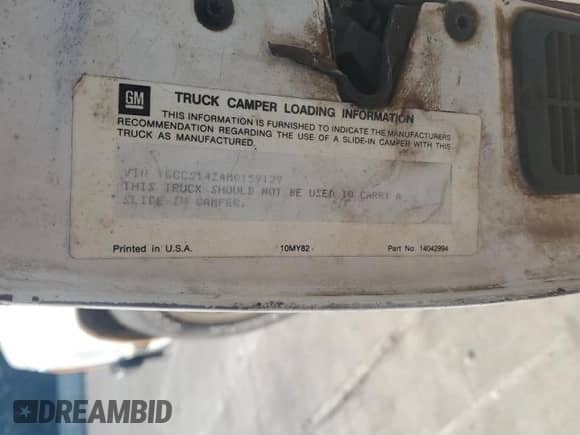 GM
TRUCK CAMPER LOADING INFORMATION
THIS INFORMATION IS FURNISHED TO INDICATE THE MANUFACTURERS
RECOMMENDATION REGARDING THE USE OF A SLIDE-IN CAMPER WITH THIS
TRUCK AS MANUFACTURED.
VIN
THIS TRUCK SHOULD NOT BE USED TO CARRY A
SLIDE-IN CAMPER.
Printed in U.S.A. 10MY82 Part No. 14042994
DREAMBID